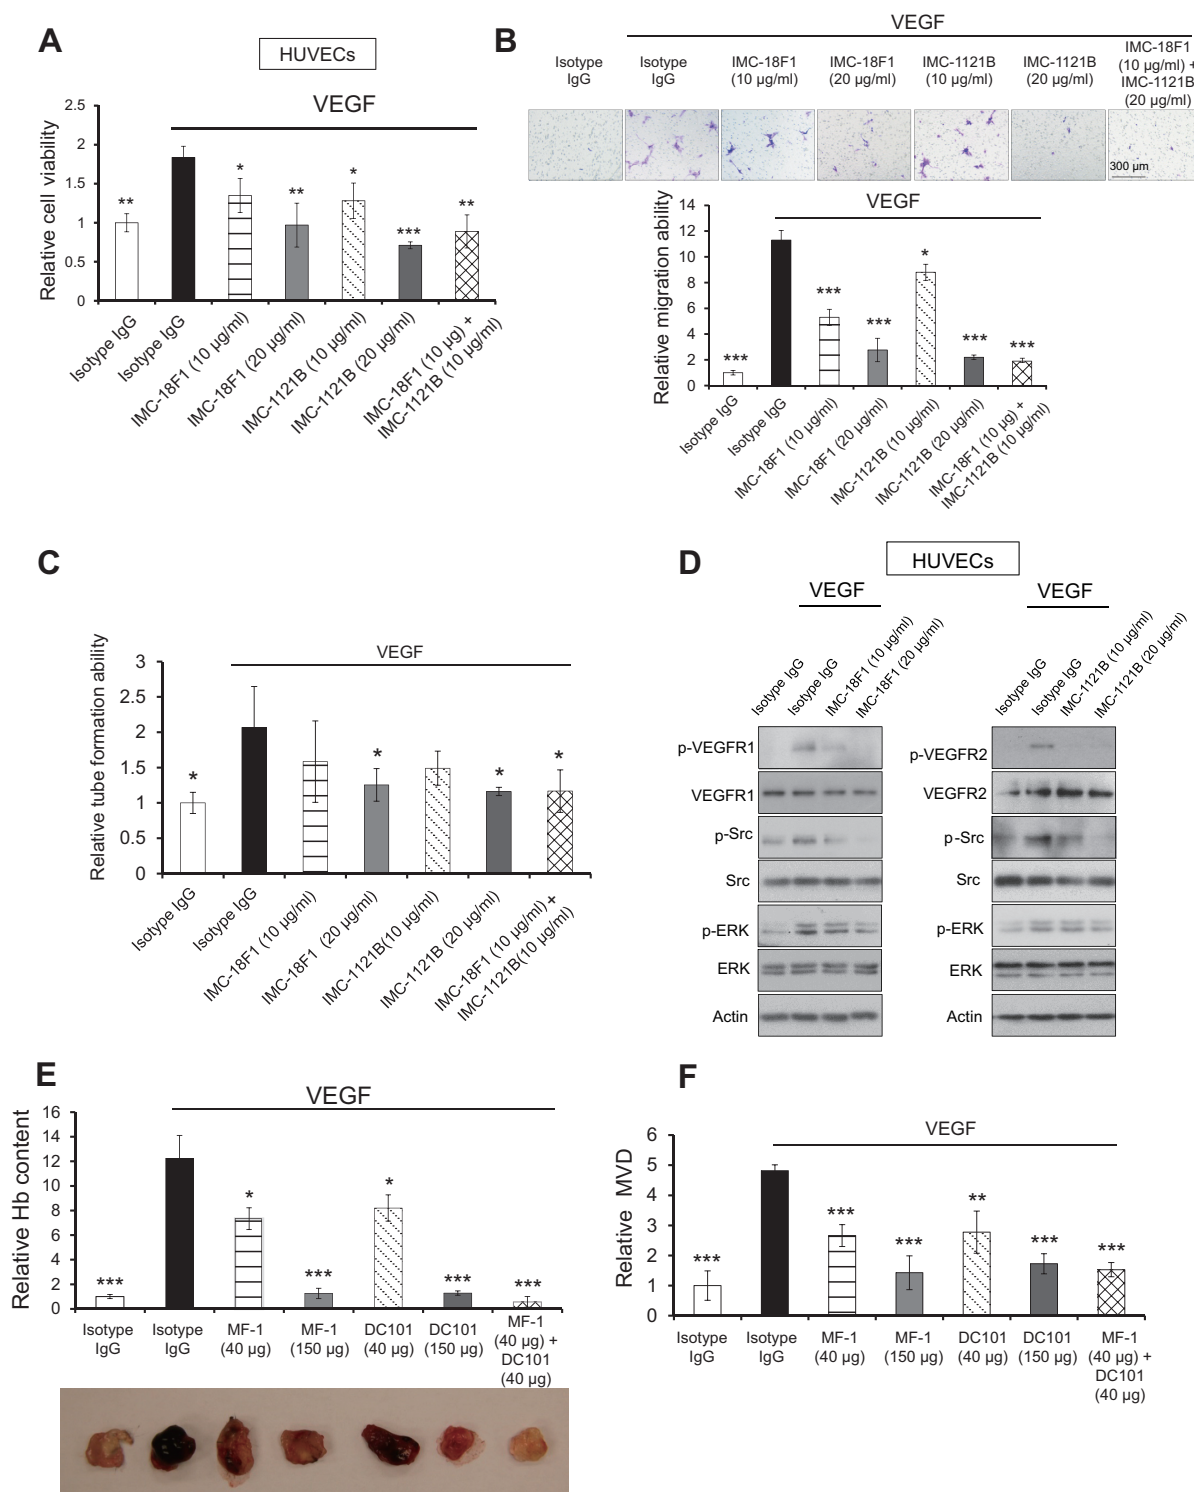 A
HUVECs
VEGF
Relative cell viability
2.5
2
1.5
1
0.5
0
**
*
**
*
***
**
Isotype IgG
Isotype IgG
IMC-18F1 (10 µg/ml)
IMC-18F1 (20 µg/ml)
IMC-1121B (10 µg/ml)
IMC-1121B (20 µg/ml)
IMC-18F1 (10 µg) +
IMC-1121B (10 µg/ml)
B
VEGF
Isotype
IgG
Isotype
IgG
IMC-18F1
(10 µg/ml)
IMC-18F1
(20 µg/ml)
IMC-1121B
(10 µg/ml)
IMC-1121B
(20 µg/ml)
IMC-18F1
(10 µg/ml) +
IMC-1121B
(20 µg/ml)
300 µm
VEGF
Relative migration ability
14
12
10
8
6
4
2
0
***
***
***
*
***
***
Isotype IgG
Isotype IgG
IMC-18F1 (10 µg/ml)
IMC-18F1 (20 µg/ml)
IMC-1121B (10 µg/ml)
IMC-1121B (20 µg/ml)
IMC-18F1 (10 µg) +
IMC-1121B (10 µg/ml)
C
VEGF
Relative tube formation ability
3
2.5
2
1.5
1
0.5
0
*
*
*
*
Isotype IgG
Isotype IgG
IMC-18F1 (10 µg/ml)
IMC-18F1 (20 µg/ml)
IMC-1121B(10 µg/ml)
IMC-1121B (20 µg/ml)
IMC-18F1 (10 µg/ml) +
IMC-1121B(10 µg/ml)
D
HUVECs
VEGF
Isotype IgG
Isotype IgG
IMC-18F1 (10 µg/ml)
IMC-18F1 (20 µg/ml)
p-VEGFR1
VEGFR1
p-Src
Src
p-ERK
ERK
Actin
VEGF
Isotype IgG
Isotype IgG
IMC-1121B (10 µg/ml)
IMC-1121B (20 µg/ml)
p-VEGFR2
VEGFR2
p-Src
Src
p-ERK
ERK
Actin
E
VEGF
Relative Hb content
16
14
12
10
8
6
4
2
0
***
*
***
*
***
***
Isotype
IgG
Isotype
IgG
MF-1
(40 µg)
MF-1
(150 µg)
DC101
(40 µg)
DC101
(150 µg)
MF-1
(40 µg) +
DC101
(40 µg)
F
VEGF
Relative MVD
6
5
4
3
2
1
0
***
***
***
**
***
***
Isotype
IgG
Isotype
IgG
MF-1
(40 µg)
MF-1
(150 µg)
DC101
(40 µg)
DC101
(150 µg)
MF-1
(40 µg) +
DC101
(40 µg)